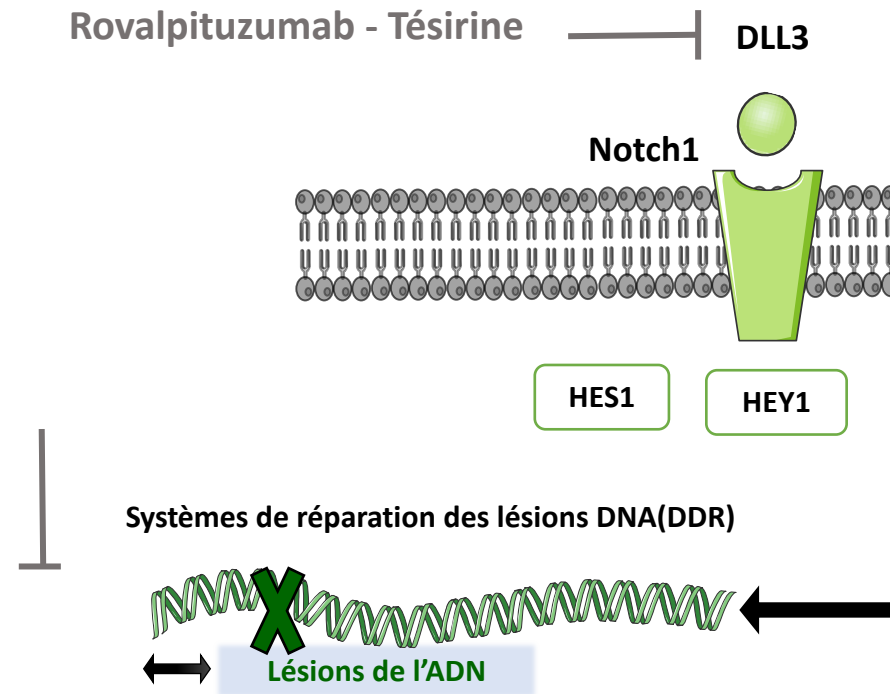 Rovalpituzumab - Tésirine
DLL3
Notch1
HES1
HEY1
Systèmes de réparation des lésions DNA(DDR)
Lésions de l’ADN